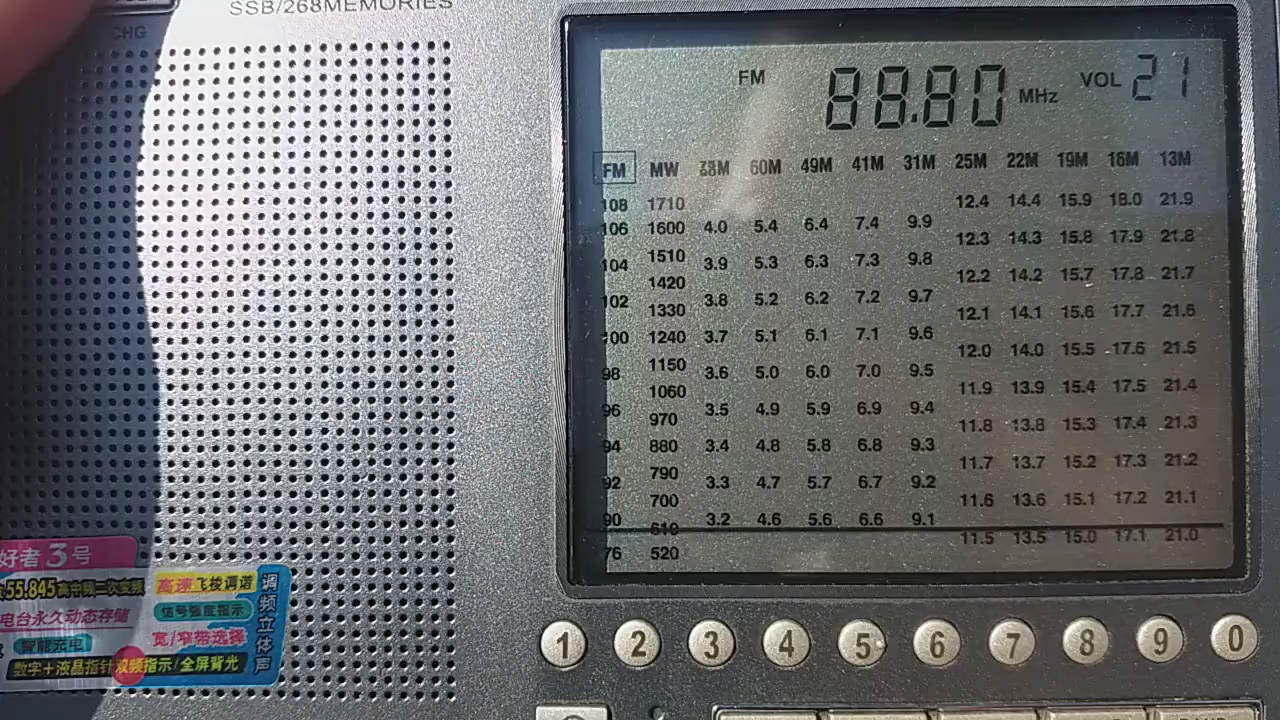 SSB/268MEMORIES
CHG
FM 88.80 MHz VOL 21
FM MW 60M 49M 41M 31M 25M 22M 19M 16M 13M
108 1710 12.4 14.4 15.9 18.0 21.9
106 1600 4.0 5.4 6.4 7.4 9.9
12.3 14.3 15.8 17.9 21.8
104 1510 3.9 5.3 6.3 7.3 9.8
1420 12.2 14.2 15.7 17.8 21.7
102 1330 3.8 5.2 6.2 7.2 9.7
12.1 14.1 15.6 17.7 21.6
100 1240 3.7 5.1 6.1 7.1 9.6
12.0 14.0 15.5 17.6 21.5
98 1150 3.6 5.0 6.0 7.0 9.5
1060 11.9 13.9 15.4 17.5 21.4
96 970 3.5 4.9 5.9 6.9 9.4
11.8 13.8 15.3 17.4 21.3
94 880 3.4 4.8 5.8 6.8 9.3
790 11.7 13.7 15.2 17.3 21.2
92 3.3 4.7 5.7 6.7 9.2
700 11.6 13.6 15.1 17.2 21.1
90 610 3.2 4.6 5.6 6.6 9.1
11.5 13.5 15.0 17.1 21.0
76 520
好者3号
55.845高中频二次变频
高速飞梭调谐
电台永久动态存储
信号强度指示
智能充电
宽/窄带选择
数字+液晶指针双频指示/全屏背光
调频立体声
1 2 3 4 5 6 7 8 9 0